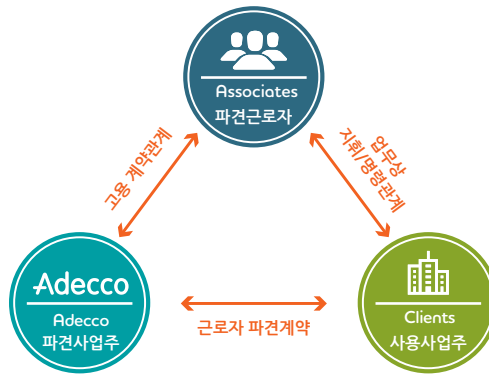 Associates
파견근로자
고용 계약관계
업무상
지휘/명령관계
Adecco
Adecco
파견사업주
근로자 파견계약
Clients
사용사업주